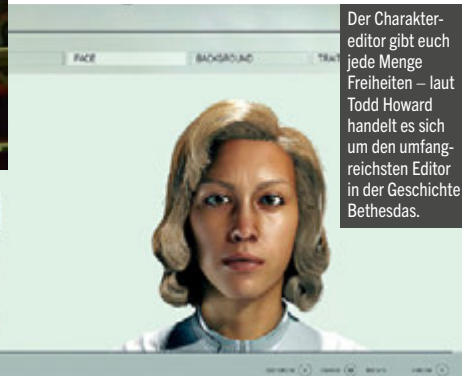 FACE
BACKGROUND
Der Charakter-
editor gibt euch
jede Menge
Freiheiten – laut
Todd Howard
handelt es sich
um den umfang-
reichsten Editor
in der Geschichte
Bethesdas.